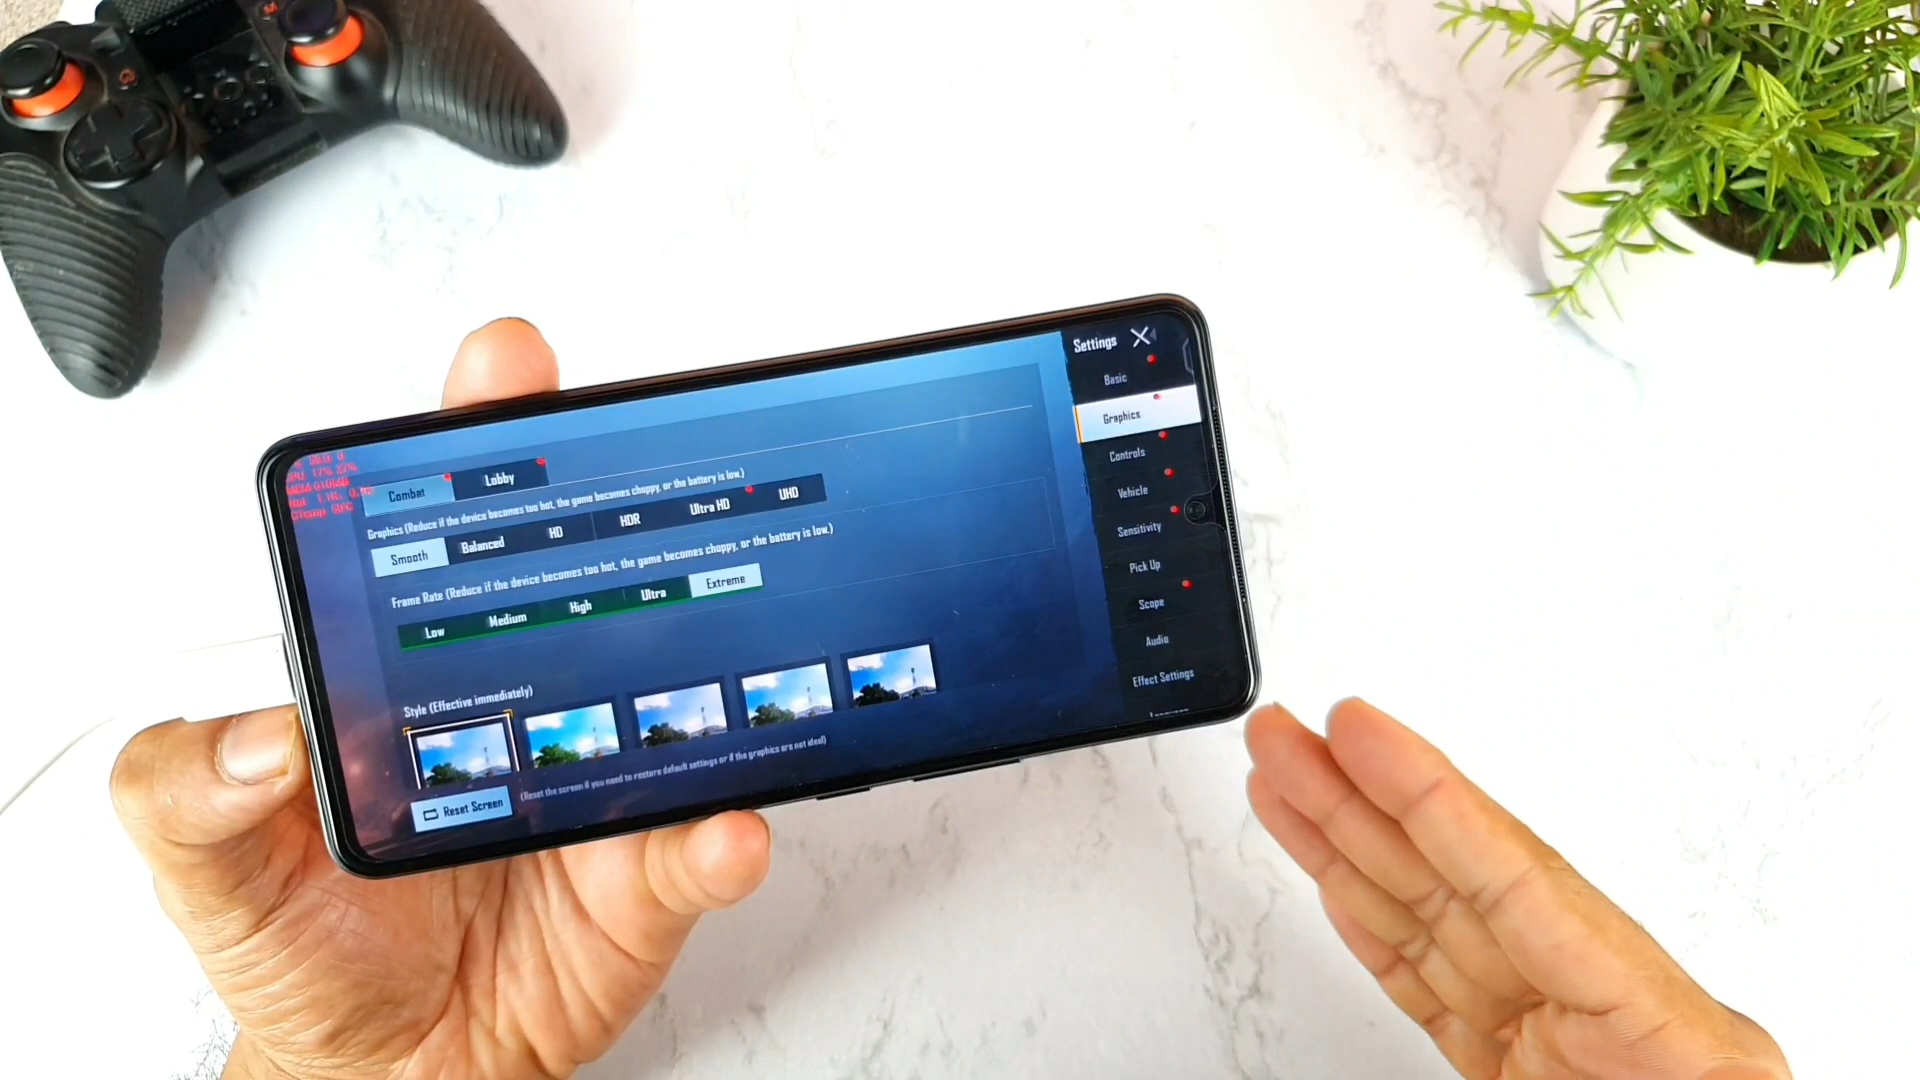 Settings
Basic
Graphics
Controls
Vehicle
Sensitivity
Pick Up
Scope
Audio
Effect Settings
Combat Lobby
Graphics (Reduce if the device becomes too hot, the game becomes choppy, or the battery is low.)
Smooth Balanced HD HDR Ultra HD UHD
Frame Rate (Reduce if the device becomes too hot, the game becomes choppy, or the battery is low.)
Low Medium High Ultra Extreme
Style (Effective immediately)
Reset Screen (Reset the screen if you need to restore default settings or if the graphics are not ideal)